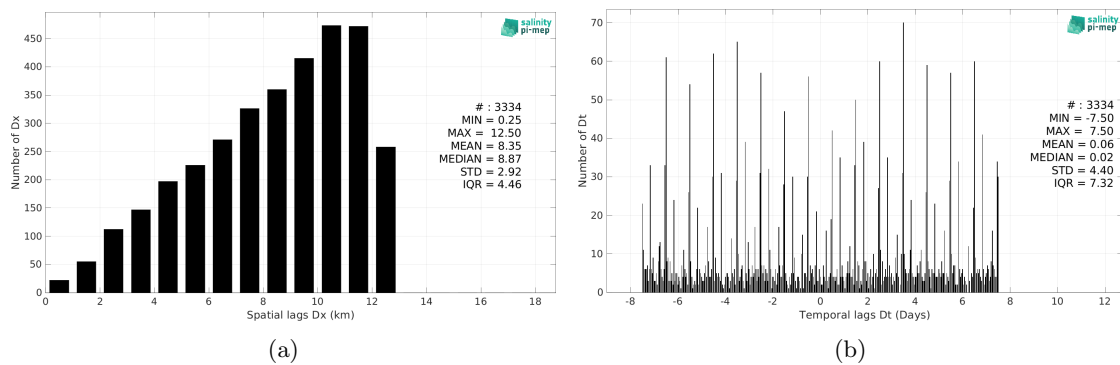 salinity
pi-mep
450
400
350
300
250
200
150
100
50
0
Number of Dx
# : 3334
MIN = 0.25
MAX = 12.50
MEAN = 8.35
MEDIAN = 8.87
STD = 2.92
IQR = 4.46
0 2 4 6 8 10 12 14 16 18
Spatial lags Dx (km)
(a)
salinity
pi-mep
70
60
50
40
30
20
10
0
Number of Dt
# : 3334
MIN = -7.50
MAX = 7.50
MEAN = 0.06
MEDIAN = 0.02
STD = 4.40
IQR = 7.32
-8 -6 -4 -2 0 2 4 6 8 10 12
Temporal lags Dt (Days)
(b)